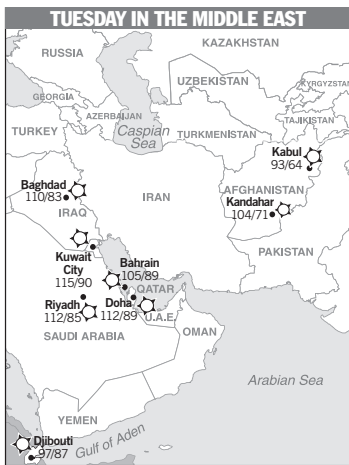 TUESDAY IN THE MIDDLE EAST
KAZAKHSTAN
RUSSIA
UZBEKISTAN
KYRGYZSTAN
GEORGIA
AZERBAIJAN
TAJIKISTAN
TURKEY
Caspian
Sea
TURKMENISTAN
Kabul
93/64
Baghdad
110/83
IRAQ
IRAN
AFGHANISTAN
Kandahar
104/71
PAKISTAN
Kuwait
City
115/90
Bahrain
105/89
QATAR
Riyadh
112/85
Doha
112/89
U.A.E.
SAUDI ARABIA
OMAN
Arabian Sea
YEMEN
Djibouti
97/87
Gulf of Aden